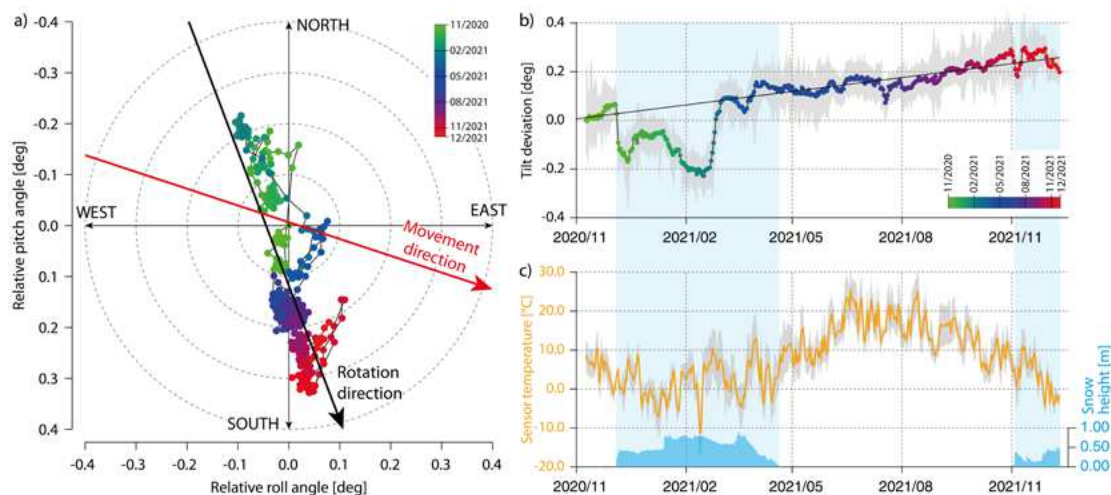 a)
-0.4
-0.3
-0.2
-0.1
0.0
0.1
0.2
0.3
0.4
Relative pitch angle [deg]
NORTH
WEST
EAST
SOUTH
11/2020
02/2021
05/2021
08/2021
11/2021
12/2021
Movement
direction
Rotation
direction
-0.4 -0.3 -0.2 -0.1 0.0 0.1 0.2 0.3 0.4
Relative roll angle [deg]
b)
0.4
0.2
0.0
-0.2
-0.4
Tilt deviation [deg]
11/2020
02/2021
05/2021
08/2021
11/2021
12/2021
2020/11 2021/02 2021/05 2021/08 2021/11
c)
30.0
20.0
10.0
0.0
-10.0
-20.0
Sensor temperature [°C]
Snow
height [m]
1.00
0.50
0.00
2020/11 2021/02 2021/05 2021/08 2021/11